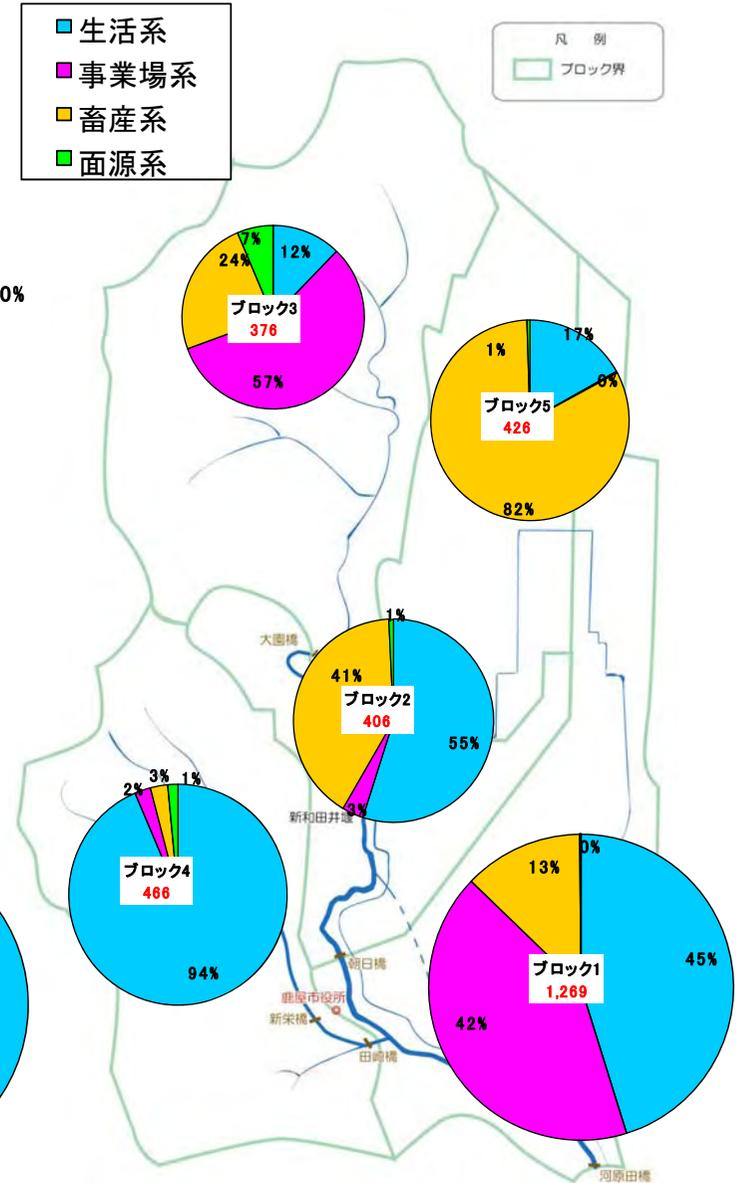 生活系
事業場系
畜産系
面源系
凡 例
ブロック界
0%
7%
12%
24%
ブロック3
376
57%
17%
1%
0%
ブロック5
426
82%
大園橋
1%
41%
ブロック2
406
55%
3%
新和田井堰
2%
3%
1%
ブロック4
466
94%
0%
13%
45%
ブロック1
1,269
42%
朝日橋
鹿屋市役所
新栄橋
田崎橋
河原田橋